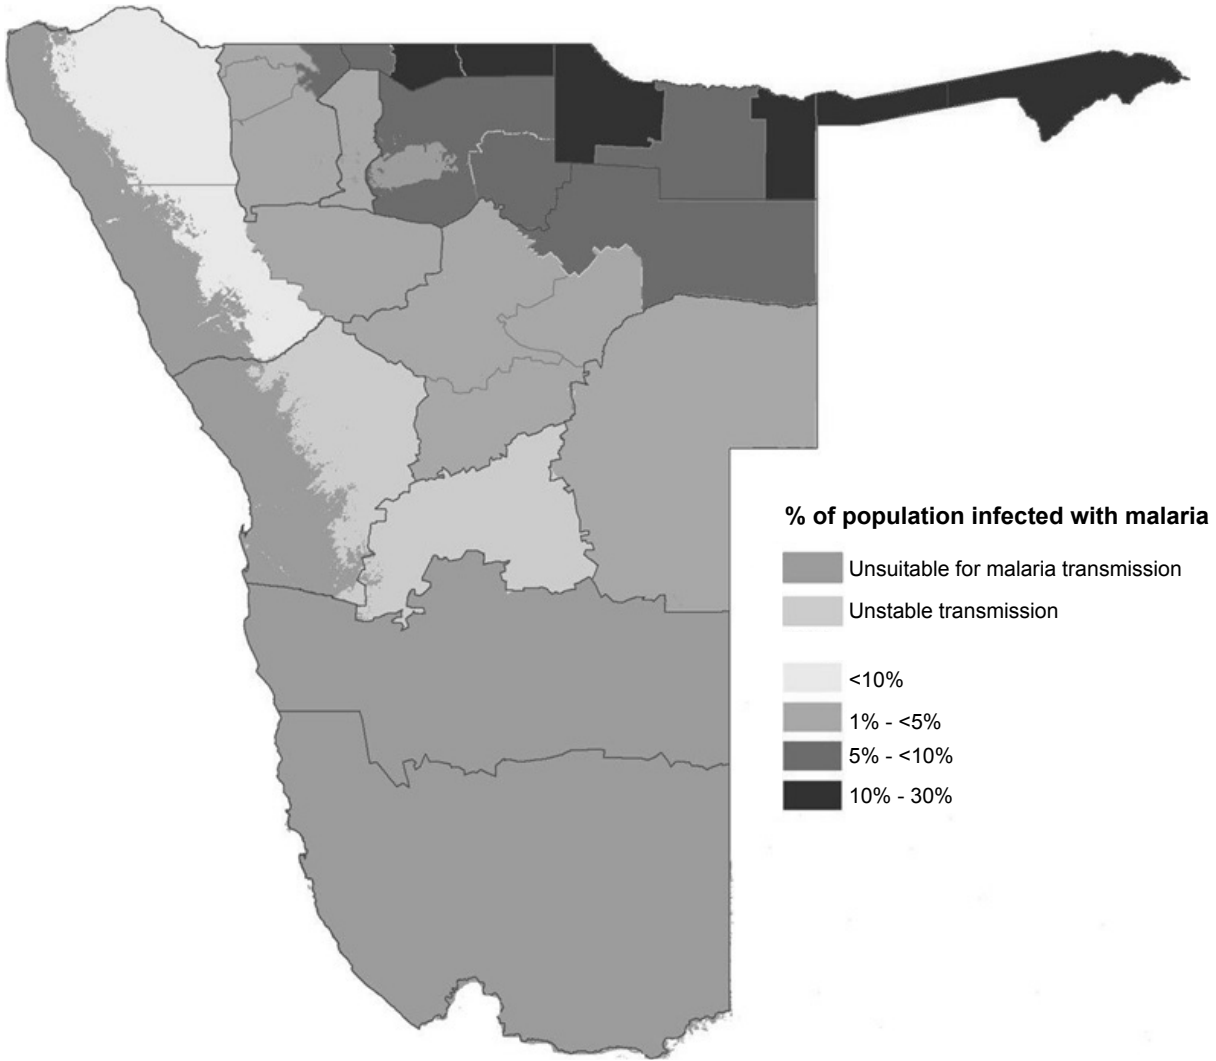 % of population infected with malaria
Unsuitable for malaria transmission
Unstable transmission
<10%
1% - <5%
5% - <10%
10% - 30%